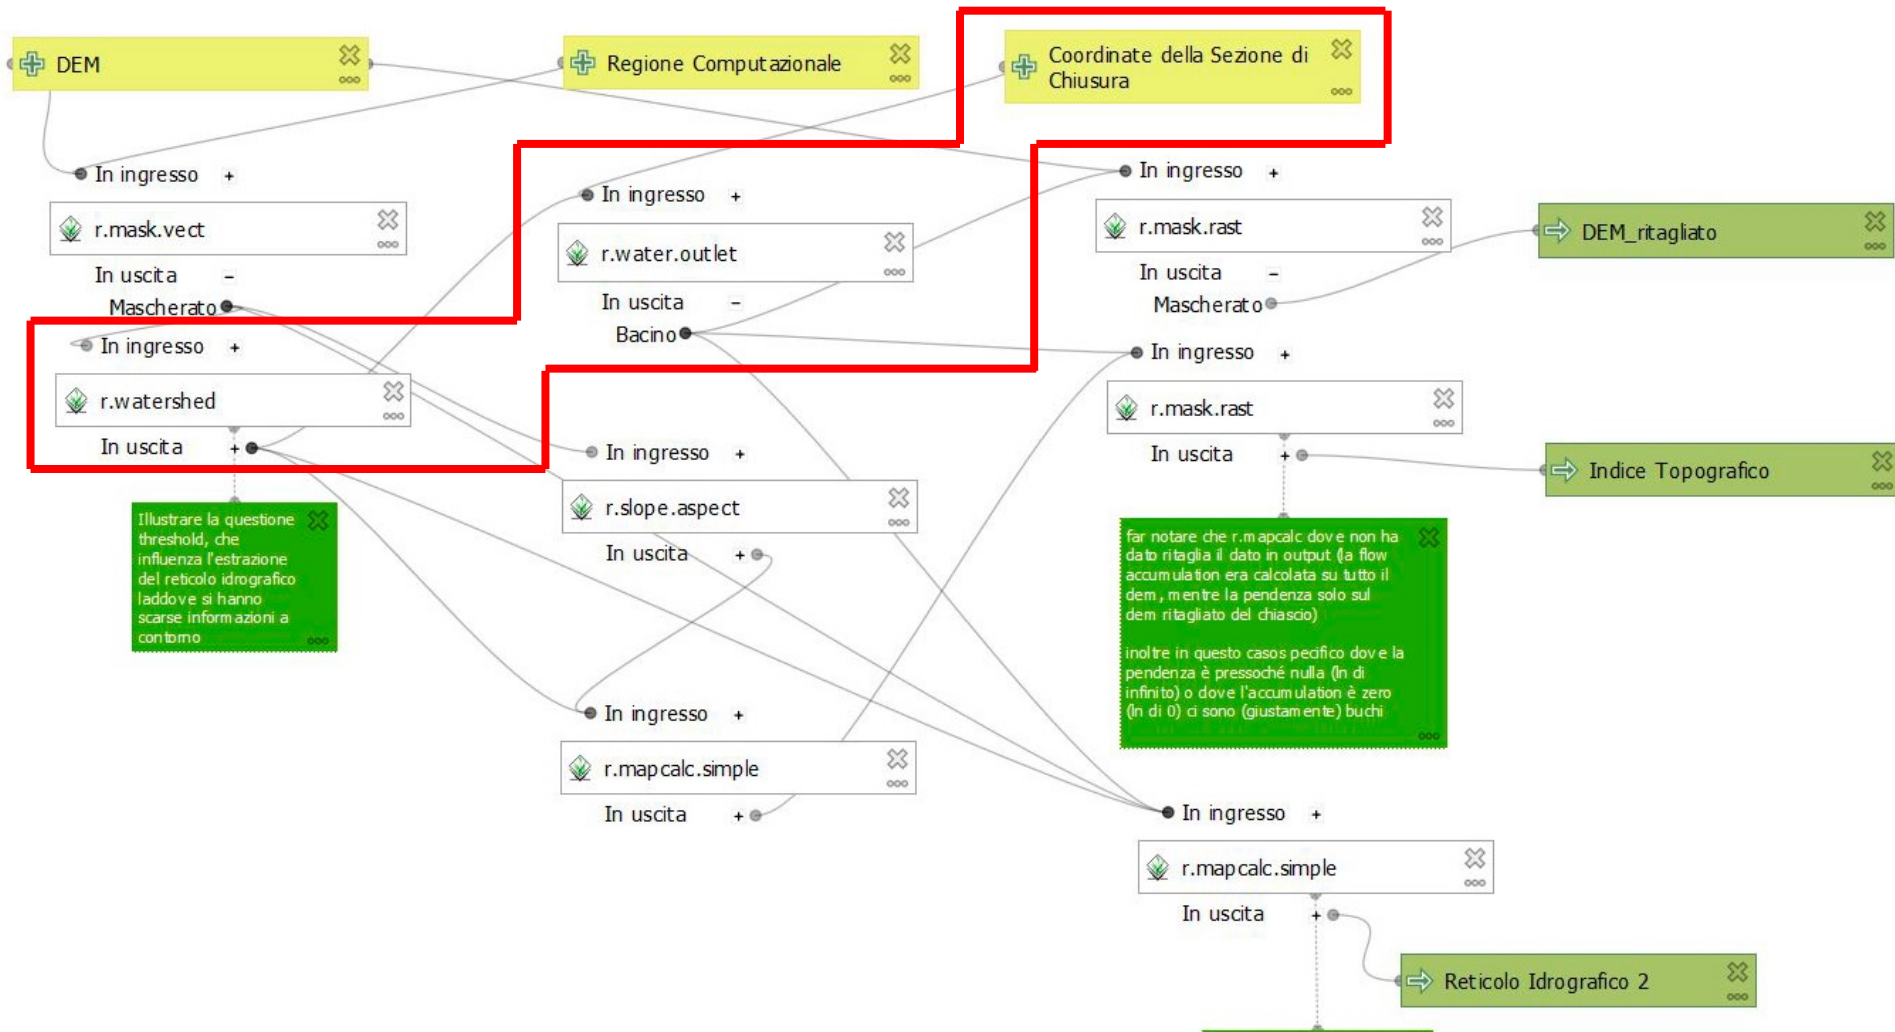 DEM
Regione Computazionale
Coordinate della Sezione di
Chiusura
In ingresso +
r.mask.vect
In uscita -
Mascherato
In ingresso +
r.water.outlet
In uscita -
Bacino
In ingresso +
r.mask.rast
In uscita -
Mascherato
DEM_ritagliato
In ingresso +
r.watershed
In uscita +
In ingresso +
r.mask.rast
In uscita +
Indice Topografico
In ingresso +
r.slope.aspect
In uscita +
Illustrare la questione
threshold, che
influenza l'estrazione
del reticolo idrografico
laddove si hanno
scarse informazioni a
contorno
far notare che r.mapcalc dove non ha
dato ritaglia il dato in output (la flow
accumulation era calcolata su tutto il
dem, mentre la pendenza solo sul
dem ritagliato del chiascio)
inoltre in questo casos pecifico dove la
pendenza è pressoché nulla (ln di
infinito) o dove l'accumulation è zero
(ln di 0) ci sono (giustamente) buchi
In ingresso +
r.mapcalc.simple
In uscita +
In ingresso +
r.mapcalc.simple
In uscita +
Reticolo Idrografico 2